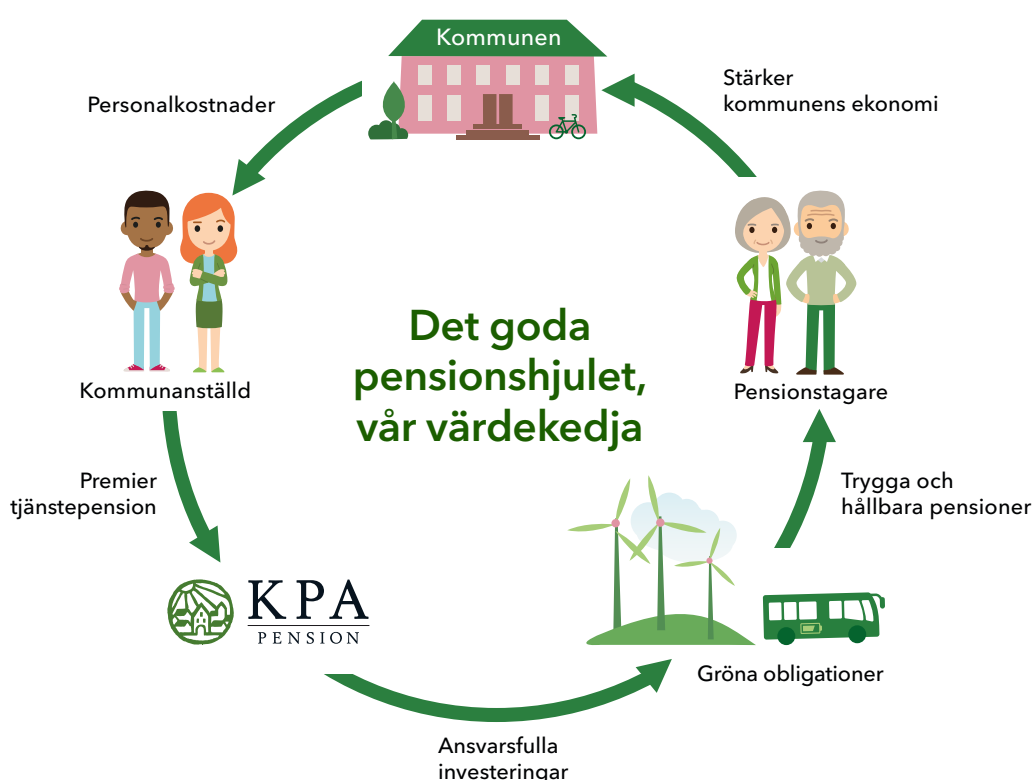 Kommunen
Personalkostnader
Stärker
kommunens ekonomi
Kommunanställd
Pensionstagare
Det goda
pensionshjulet,
vår värdekedja
Premier
tjänstepension
Trygga och
hållbara pensioner
KPA
PENSION
Gröna obligationer
Ansvarsfulla
investeringar